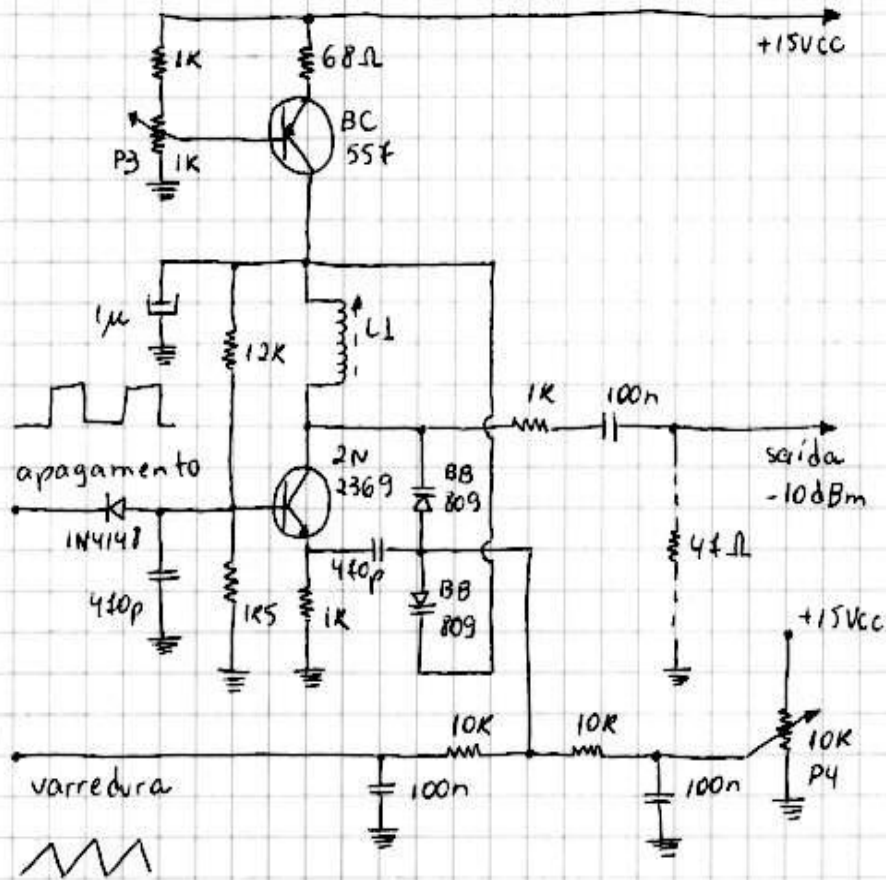 +15Vcc
1K
68Ω
BC
557
P3
1K
1µ
12K
L1
1K
100n
apagamento
2N
2369
BB
809
saída
-10dBm
1N4148
470p
47Ω
470p
1K5
1K
BB
809
+15Vcc
10K
10K
10K
P4
varredura
100n
100n